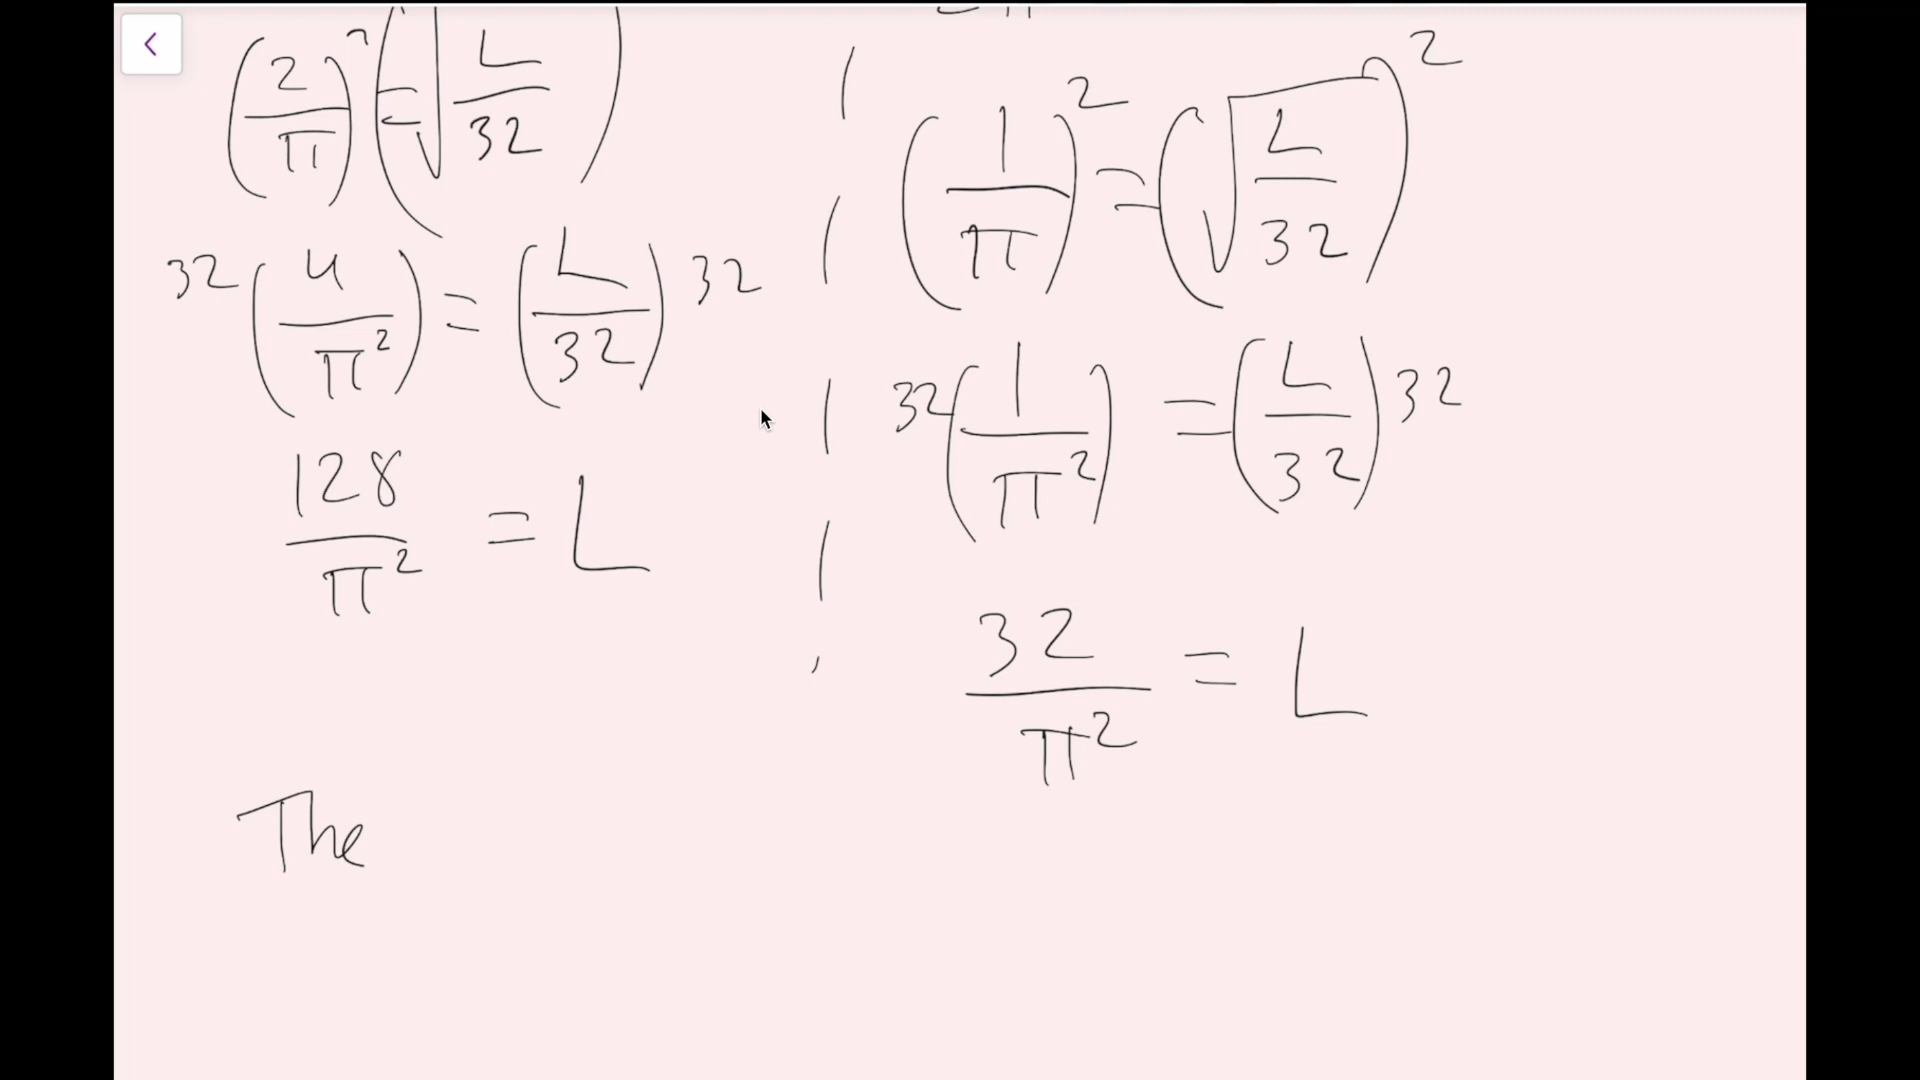 (2/π)² = (√(L/32))
32 (4/π²) = (L/32) 32
128/π² = L
(1/π)² = (√(L/32))²
32 (1/π²) = (L/32) 32
32/π² = L
The